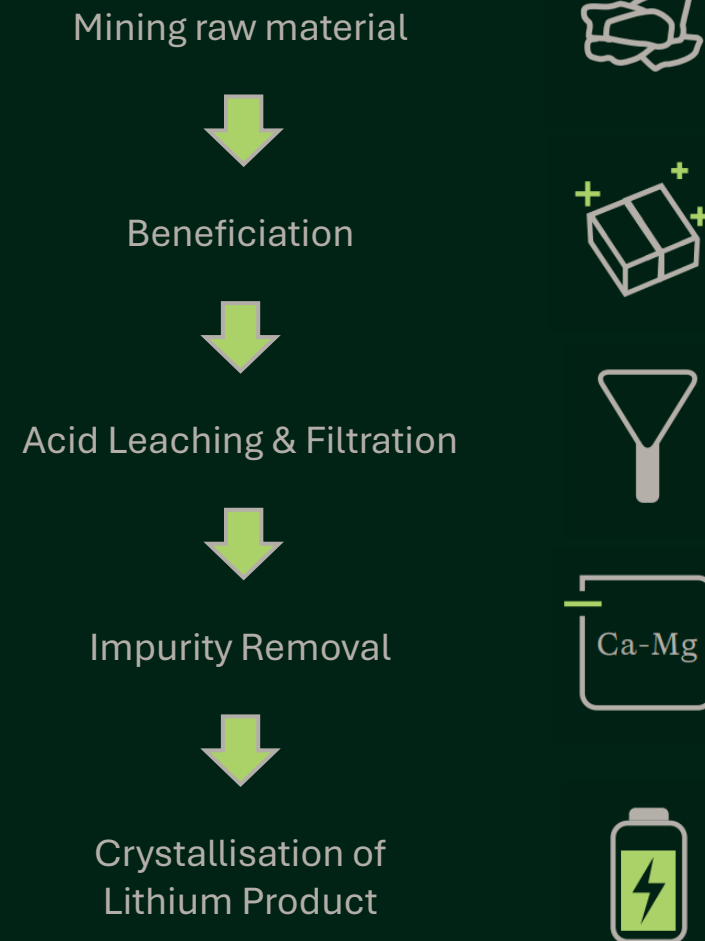 Mining raw material
Beneficiation
Acid Leaching & Filtration
Impurity Removal
Ca-Mg
Crystallisation of
Lithium Product